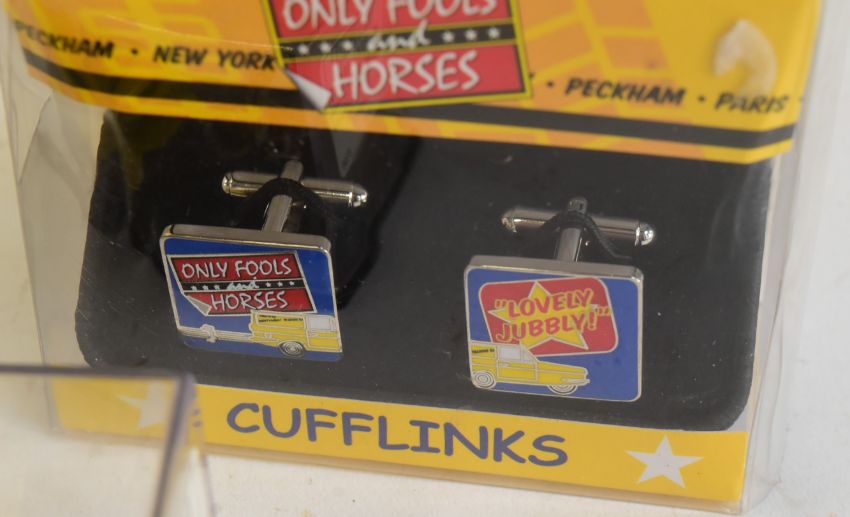 ONLY FOOLS
and
HORSES
PECKHAM • NEW YORK
• PECKHAM • PARIS
ONLY FOOLS
and
HORSES
"LOVELY
JUBBLY!"
CUFFLINKS